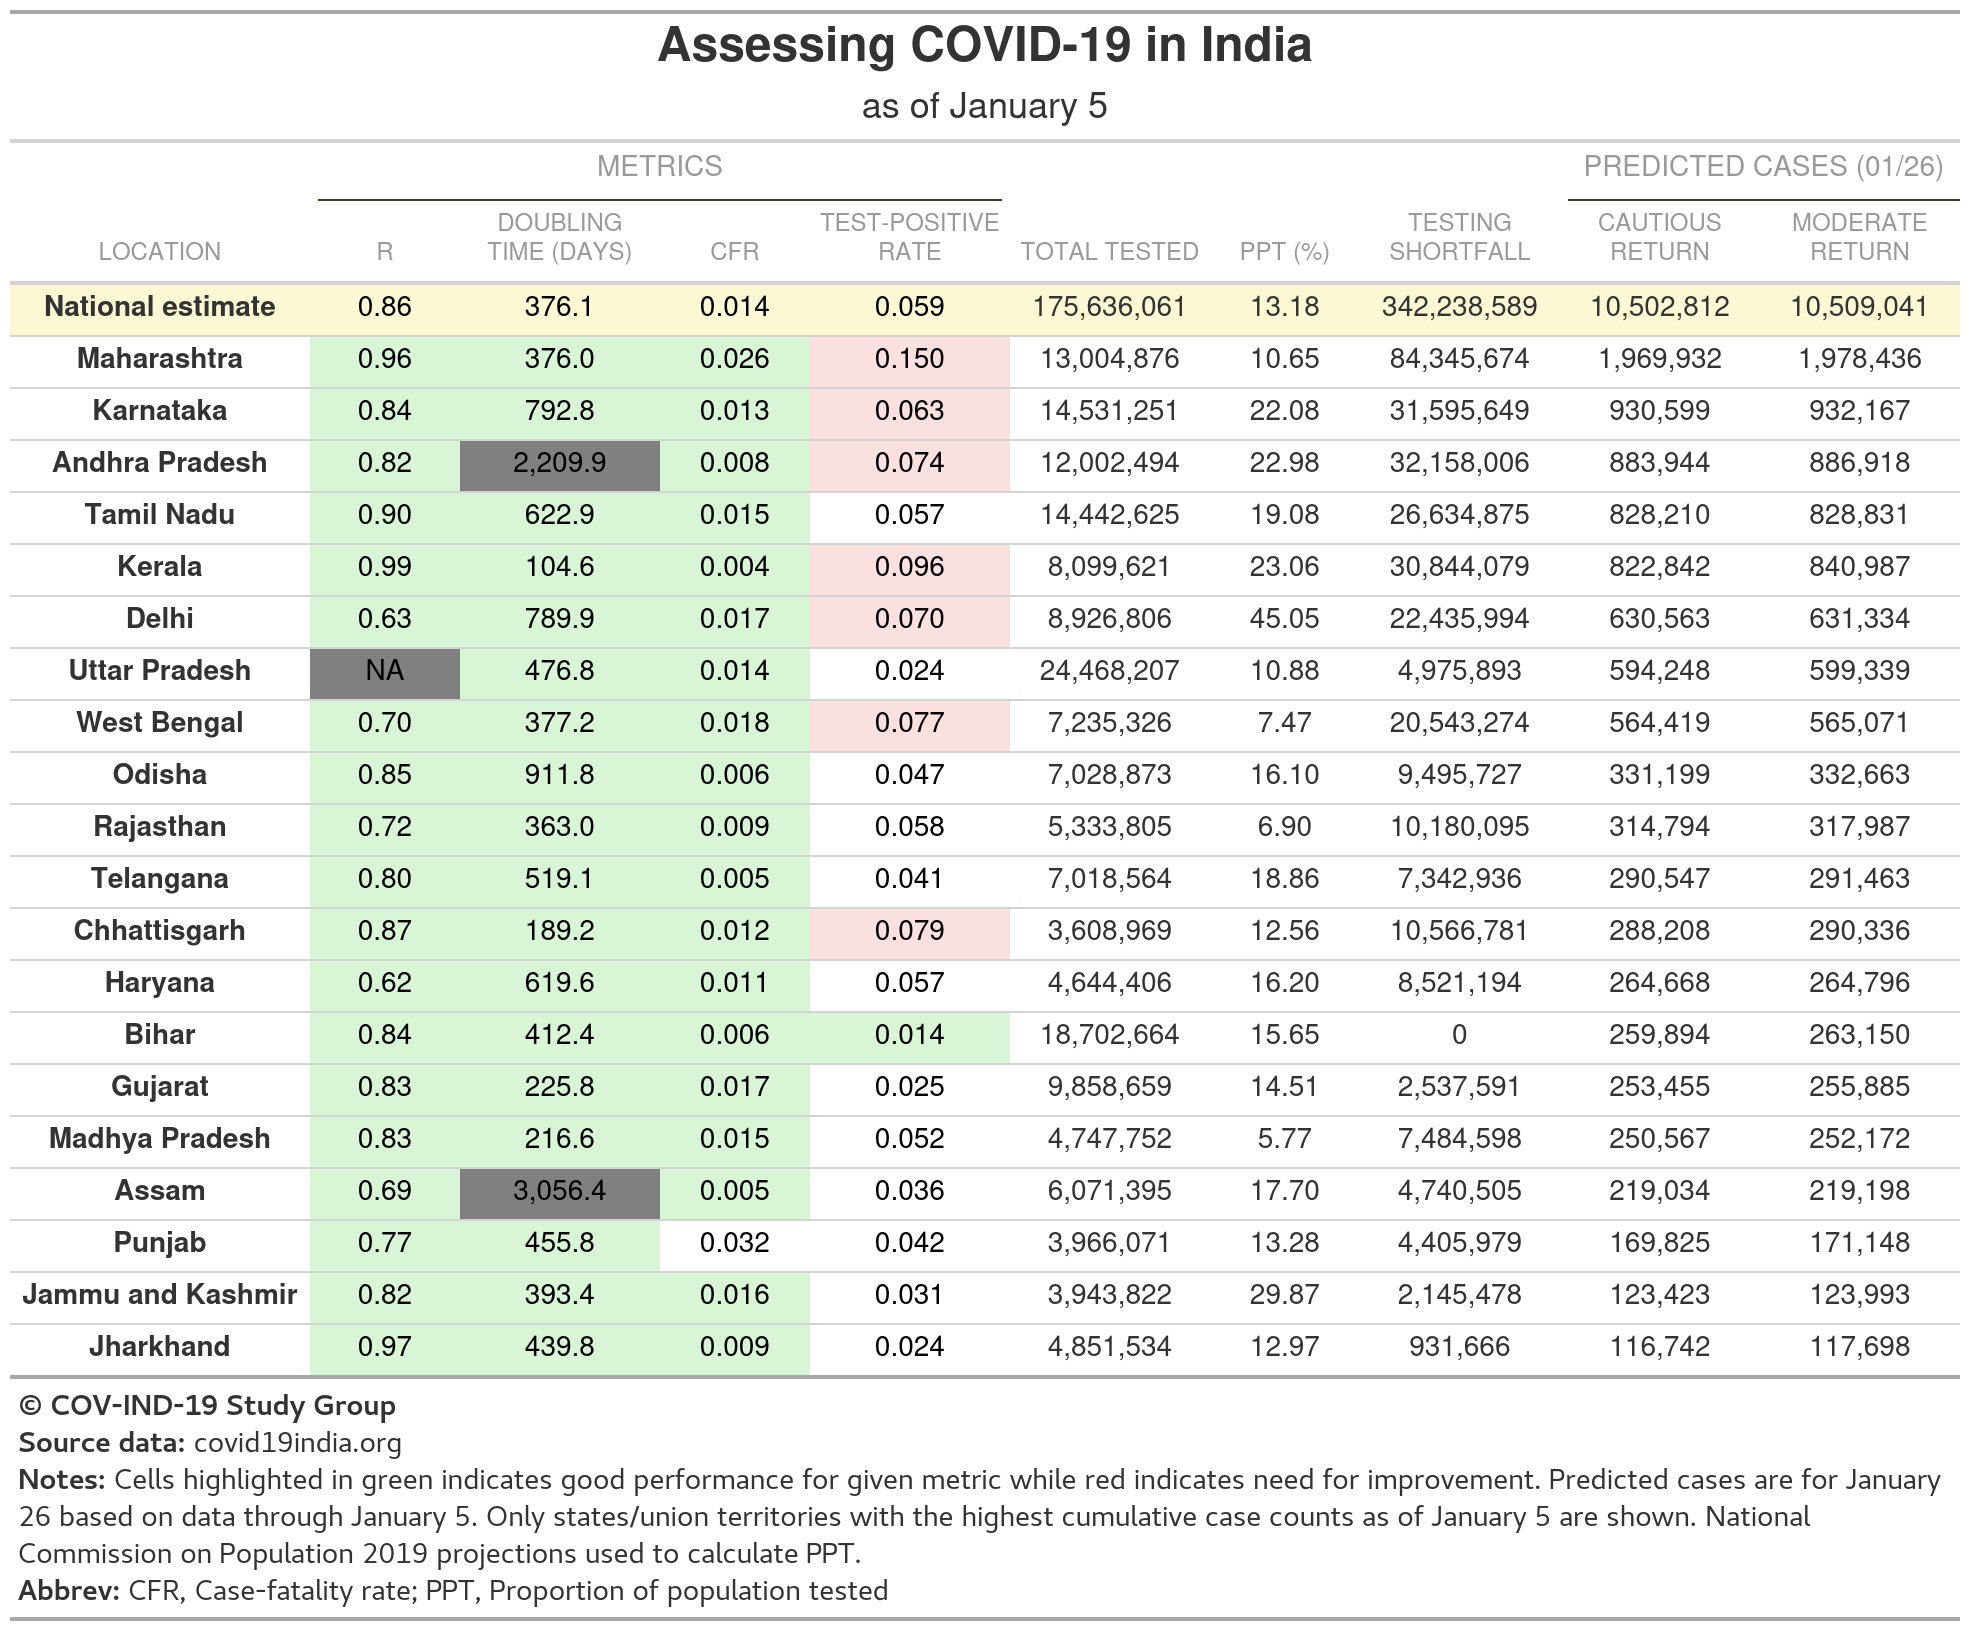 Assessing COVID-19 in India
as of January 5
METRICS PREDICTED CASES (01/26)
LOCATION R DOUBLING TIME (DAYS) CFR TEST-POSITIVE RATE TOTAL TESTED PPT (%) TESTING SHORTFALL CAUTIOUS RETURN MODERATE RETURN
National estimate 0.86 376.1 0.014 0.059 175,636,061 13.18 342,238,589 10,502,812 10,509,041
Maharashtra 0.96 376.0 0.026 0.150 13,004,876 10.65 84,345,674 1,969,932 1,978,436
Karnataka 0.84 792.8 0.013 0.063 14,531,251 22.08 31,595,649 930,599 932,167
Andhra Pradesh 0.82 2,209.9 0.008 0.074 12,002,494 22.98 32,158,006 883,944 886,918
Tamil Nadu 0.90 622.9 0.015 0.057 14,442,625 19.08 26,634,875 828,210 828,831
Kerala 0.99 104.6 0.004 0.096 8,099,621 23.06 30,844,079 822,842 840,987
Delhi 0.63 789.9 0.017 0.070 8,926,806 45.05 22,435,994 630,563 631,334
Uttar Pradesh NA 476.8 0.014 0.024 24,468,207 10.88 4,975,893 594,248 599,339
West Bengal 0.70 377.2 0.018 0.077 7,235,326 7.47 20,543,274 564,419 565,071
Odisha 0.85 911.8 0.006 0.047 7,028,873 16.10 9,495,727 331,199 332,663
Rajasthan 0.72 363.0 0.009 0.058 5,333,805 6.90 10,180,095 314,794 317,987
Telangana 0.80 519.1 0.005 0.041 7,018,564 18.86 7,342,936 290,547 291,463
Chhattisgarh 0.87 189.2 0.012 0.079 3,608,969 12.56 10,566,781 288,208 290,336
Haryana 0.62 619.6 0.011 0.057 4,644,406 16.20 8,521,194 264,668 264,796
Bihar 0.84 412.4 0.006 0.014 18,702,664 15.65 0 259,894 263,150
Gujarat 0.83 225.8 0.017 0.025 9,858,659 14.51 2,537,591 253,455 255,885
Madhya Pradesh 0.83 216.6 0.015 0.052 4,747,752 5.77 7,484,598 250,567 252,172
Assam 0.69 3,056.4 0.005 0.036 6,071,395 17.70 4,740,505 219,034 219,198
Punjab 0.77 455.8 0.032 0.042 3,966,071 13.28 4,405,979 169,825 171,148
Jammu and Kashmir 0.82 393.4 0.016 0.031 3,943,822 29.87 2,145,478 123,423 123,993
Jharkhand 0.97 439.8 0.009 0.024 4,851,534 12.97 931,666 116,742 117,698
© COV-IND-19 Study Group
Source data: covid19india.org
Notes: Cells highlighted in green indicates good performance for given metric while red indicates need for improvement. Predicted cases are for January
26 based on data through January 5. Only states/union territories with the highest cumulative case counts as of January 5 are shown. National
Commission on Population 2019 projections used to calculate PPT.
Abbrev: CFR, Case-fatality rate; PPT, Proportion of population tested